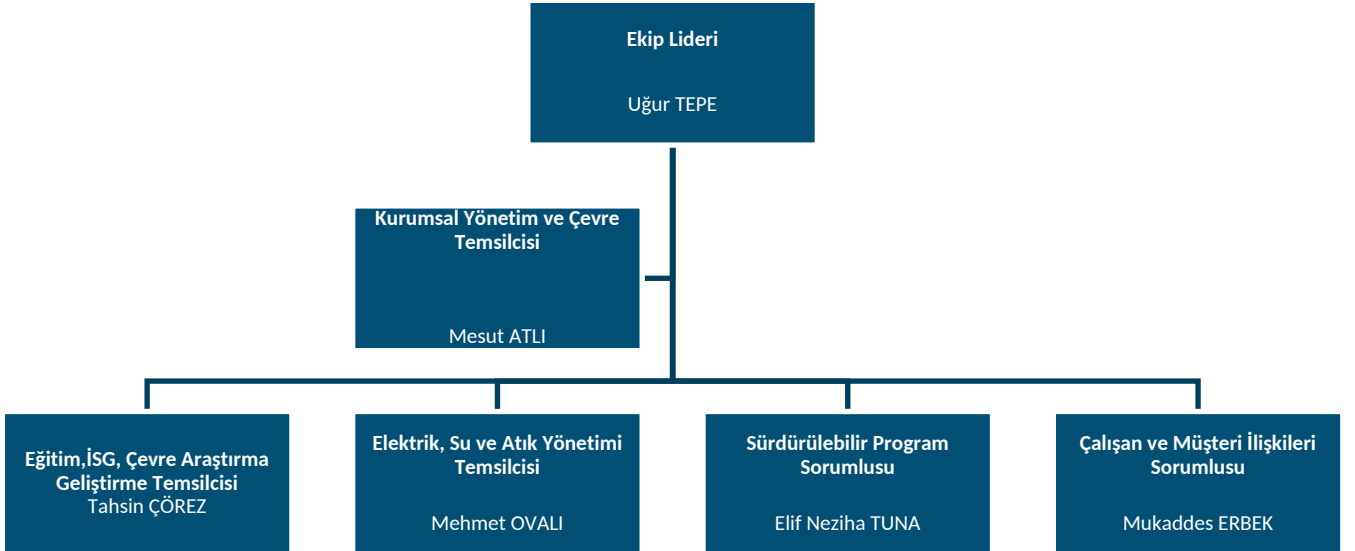 Ekip Lideri
Uğur TEPE
Kurumsal Yönetim ve Çevre
Temsilcisi
Mesut ATLI
Eğitim,İSG, Çevre Araştırma
Geliştirme Temsilcisi
Tahsin ÇÖREZ
Elektrik, Su ve Atık Yönetimi
Temsilcisi
Mehmet OVALI
Sürdürülebilir Program
Sorumlusu
Elif Neziha TUNA
Çalışan ve Müşteri İlişkileri
Sorumlusu
Mukaddes ERBEK